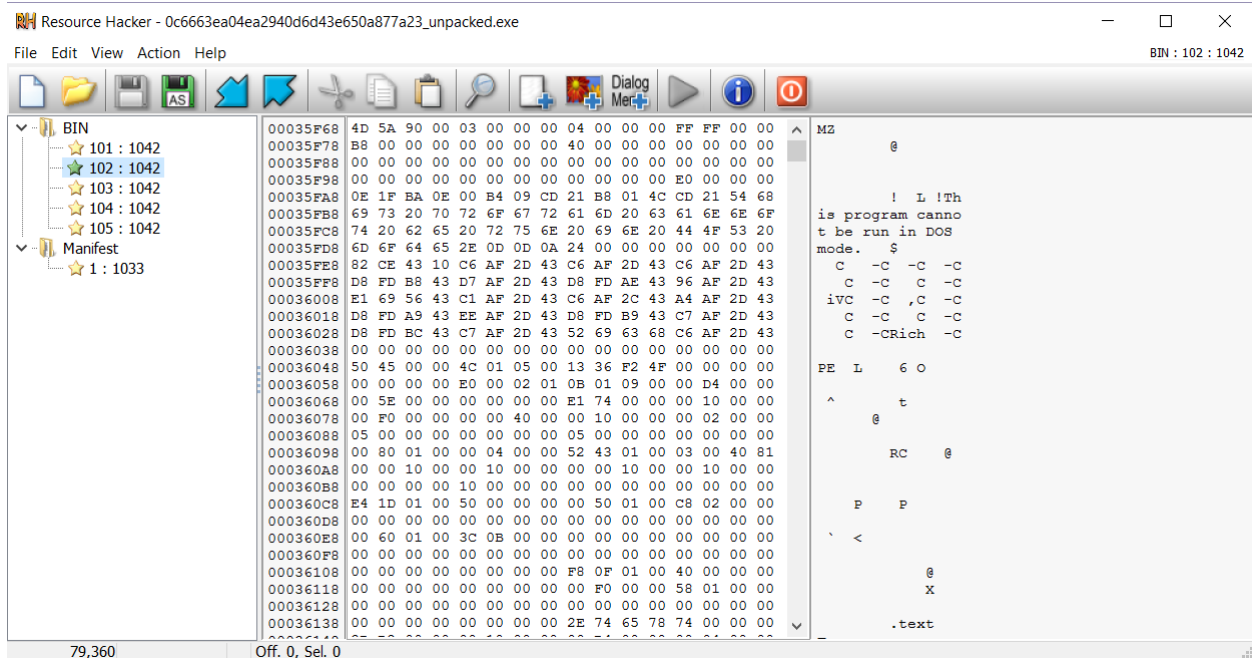 Resource Hacker - 0c6663ea04ea2940d6d43e650a877a23_unpacked.exe
File Edit View Action Help
BIN : 102 : 1042
AS
Dialog
Men
BIN
101 : 1042
102 : 1042
103 : 1042
104 : 1042
105 : 1042
Manifest
1 : 1033
00035F68 4D 5A 90 00 03 00 00 00 04 00 00 00 FF FF 00 00 MZ
00035F78 B8 00 00 00 00 00 00 00 40 00 00 00 00 00 00 00 @
00035F88 00 00 00 00 00 00 00 00 00 00 00 00 00 00 00 00
00035F98 00 00 00 00 00 00 00 00 00 00 00 00 E0 00 00 00
00035FA8 0E 1F BA 0E 00 B4 09 CD 21 B8 01 4C CD 21 54 68 ! L !Th
00035FB8 69 73 20 70 72 6F 67 72 61 6D 20 63 61 6E 6E 6F is program canno
00035FC8 74 20 62 65 20 72 75 6E 20 69 6E 20 44 4F 53 20 t be run in DOS
00035FD8 6D 6F 64 65 2E 0D 0D 0A 24 00 00 00 00 00 00 00 mode. $
00035FE8 82 CE 43 10 C6 AF 2D 43 C6 AF 2D 43 C6 AF 2D 43 C -C -C -C
00035FF8 D8 FD B8 43 D7 AF 2D 43 D8 FD AE 43 96 AF 2D 43 C -C C -C
00036008 E1 69 56 43 C1 AF 2D 43 C6 AF 2C 43 A4 AF 2D 43 iVC -C ,C -C
00036018 D8 FD A9 43 EE AF 2D 43 D8 FD B9 43 C7 AF 2D 43 C -C C -C
00036028 D8 FD BC 43 C7 AF 2D 43 52 69 63 68 C6 AF 2D 43 C -CRich -C
00036038 00 00 00 00 00 00 00 00 00 00 00 00 00 00 00 00
00036048 50 45 00 00 4C 01 05 00 13 36 F2 4F 00 00 00 00 PE L 6 O
00036058 00 00 00 00 E0 00 02 01 0B 01 09 00 00 D4 00 00
00036068 00 5E 00 00 00 00 00 00 E1 74 00 00 00 10 00 00 ^ t
00036078 00 F0 00 00 00 00 40 00 00 10 00 00 00 02 00 00 @
00036088 05 00 00 00 00 00 00 00 05 00 00 00 00 00 00 00
00036098 00 80 01 00 00 04 00 00 52 43 01 00 03 00 40 81 RC @
000360A8 00 00 10 00 00 10 00 00 00 00 10 00 00 10 00 00
000360B8 00 00 00 00 10 00 00 00 00 00 00 00 00 00 00 00
000360C8 E4 1D 01 00 50 00 00 00 00 50 01 00 C8 02 00 00 P P
000360D8 00 00 00 00 00 00 00 00 00 00 00 00 00 00 00 00
000360E8 00 60 01 00 3C 0B 00 00 00 00 00 00 00 00 00 00 ` <
000360F8 00 00 00 00 00 00 00 00 00 00 00 00 00 00 00 00
00036108 00 00 00 00 00 00 00 00 F8 0F 01 00 40 00 00 00 @
00036118 00 00 00 00 00 00 00 00 00 F0 00 00 58 01 00 00 X
00036128 00 00 00 00 00 00 00 00 00 00 00 00 00 00 00 00
00036138 00 00 00 00 00 00 00 00 2E 74 65 78 74 00 00 00 .text
79,360
Off. 0, Sel. 0